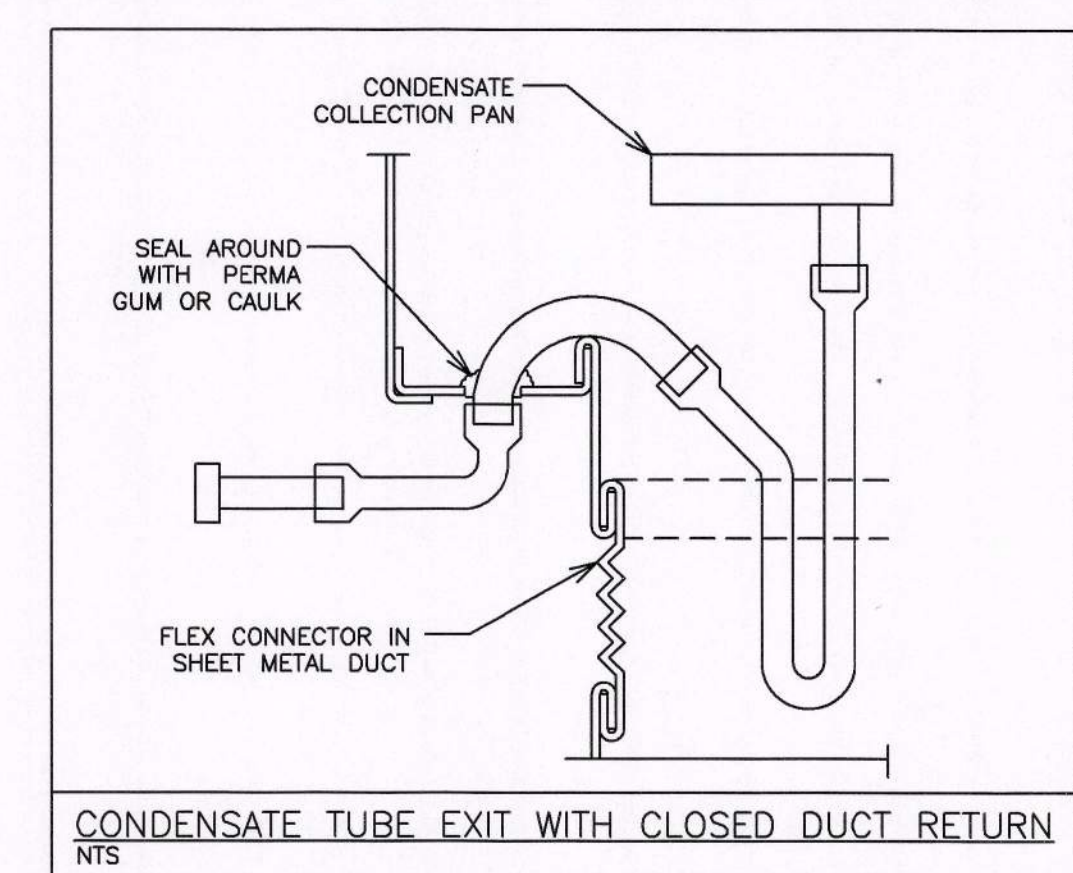 CONDENSATE
COLLECTION PAN
SEAL AROUND
WITH PERMA
GUM OR CAULK
FLEX CONNECTOR IN
SHEET METAL DUCT
CONDENSATE TUBE EXIT WITH CLOSED DUCT RETURN
NTS